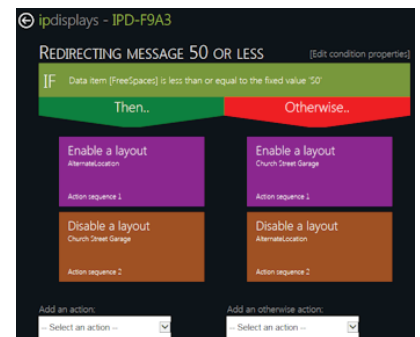 ipdisplays - IPD-F9A3
REDIRECTING MESSAGE 50 OR LESS
[Edit condition properties]
IF Data item [FreeSpaces] is less than or equal to the fixed value '50'
Then.. Otherwise..
Enable a layout
AlternateLocation
Action sequence 1
Enable a layout
Church Street Garage
Action sequence 1
Disable a layout
Church Street Garage
Action sequence 2
Disable a layout
AlternateLocation
Action sequence 2
Add an action:
-- Select an action --
Add an otherwise action:
-- Select an action --